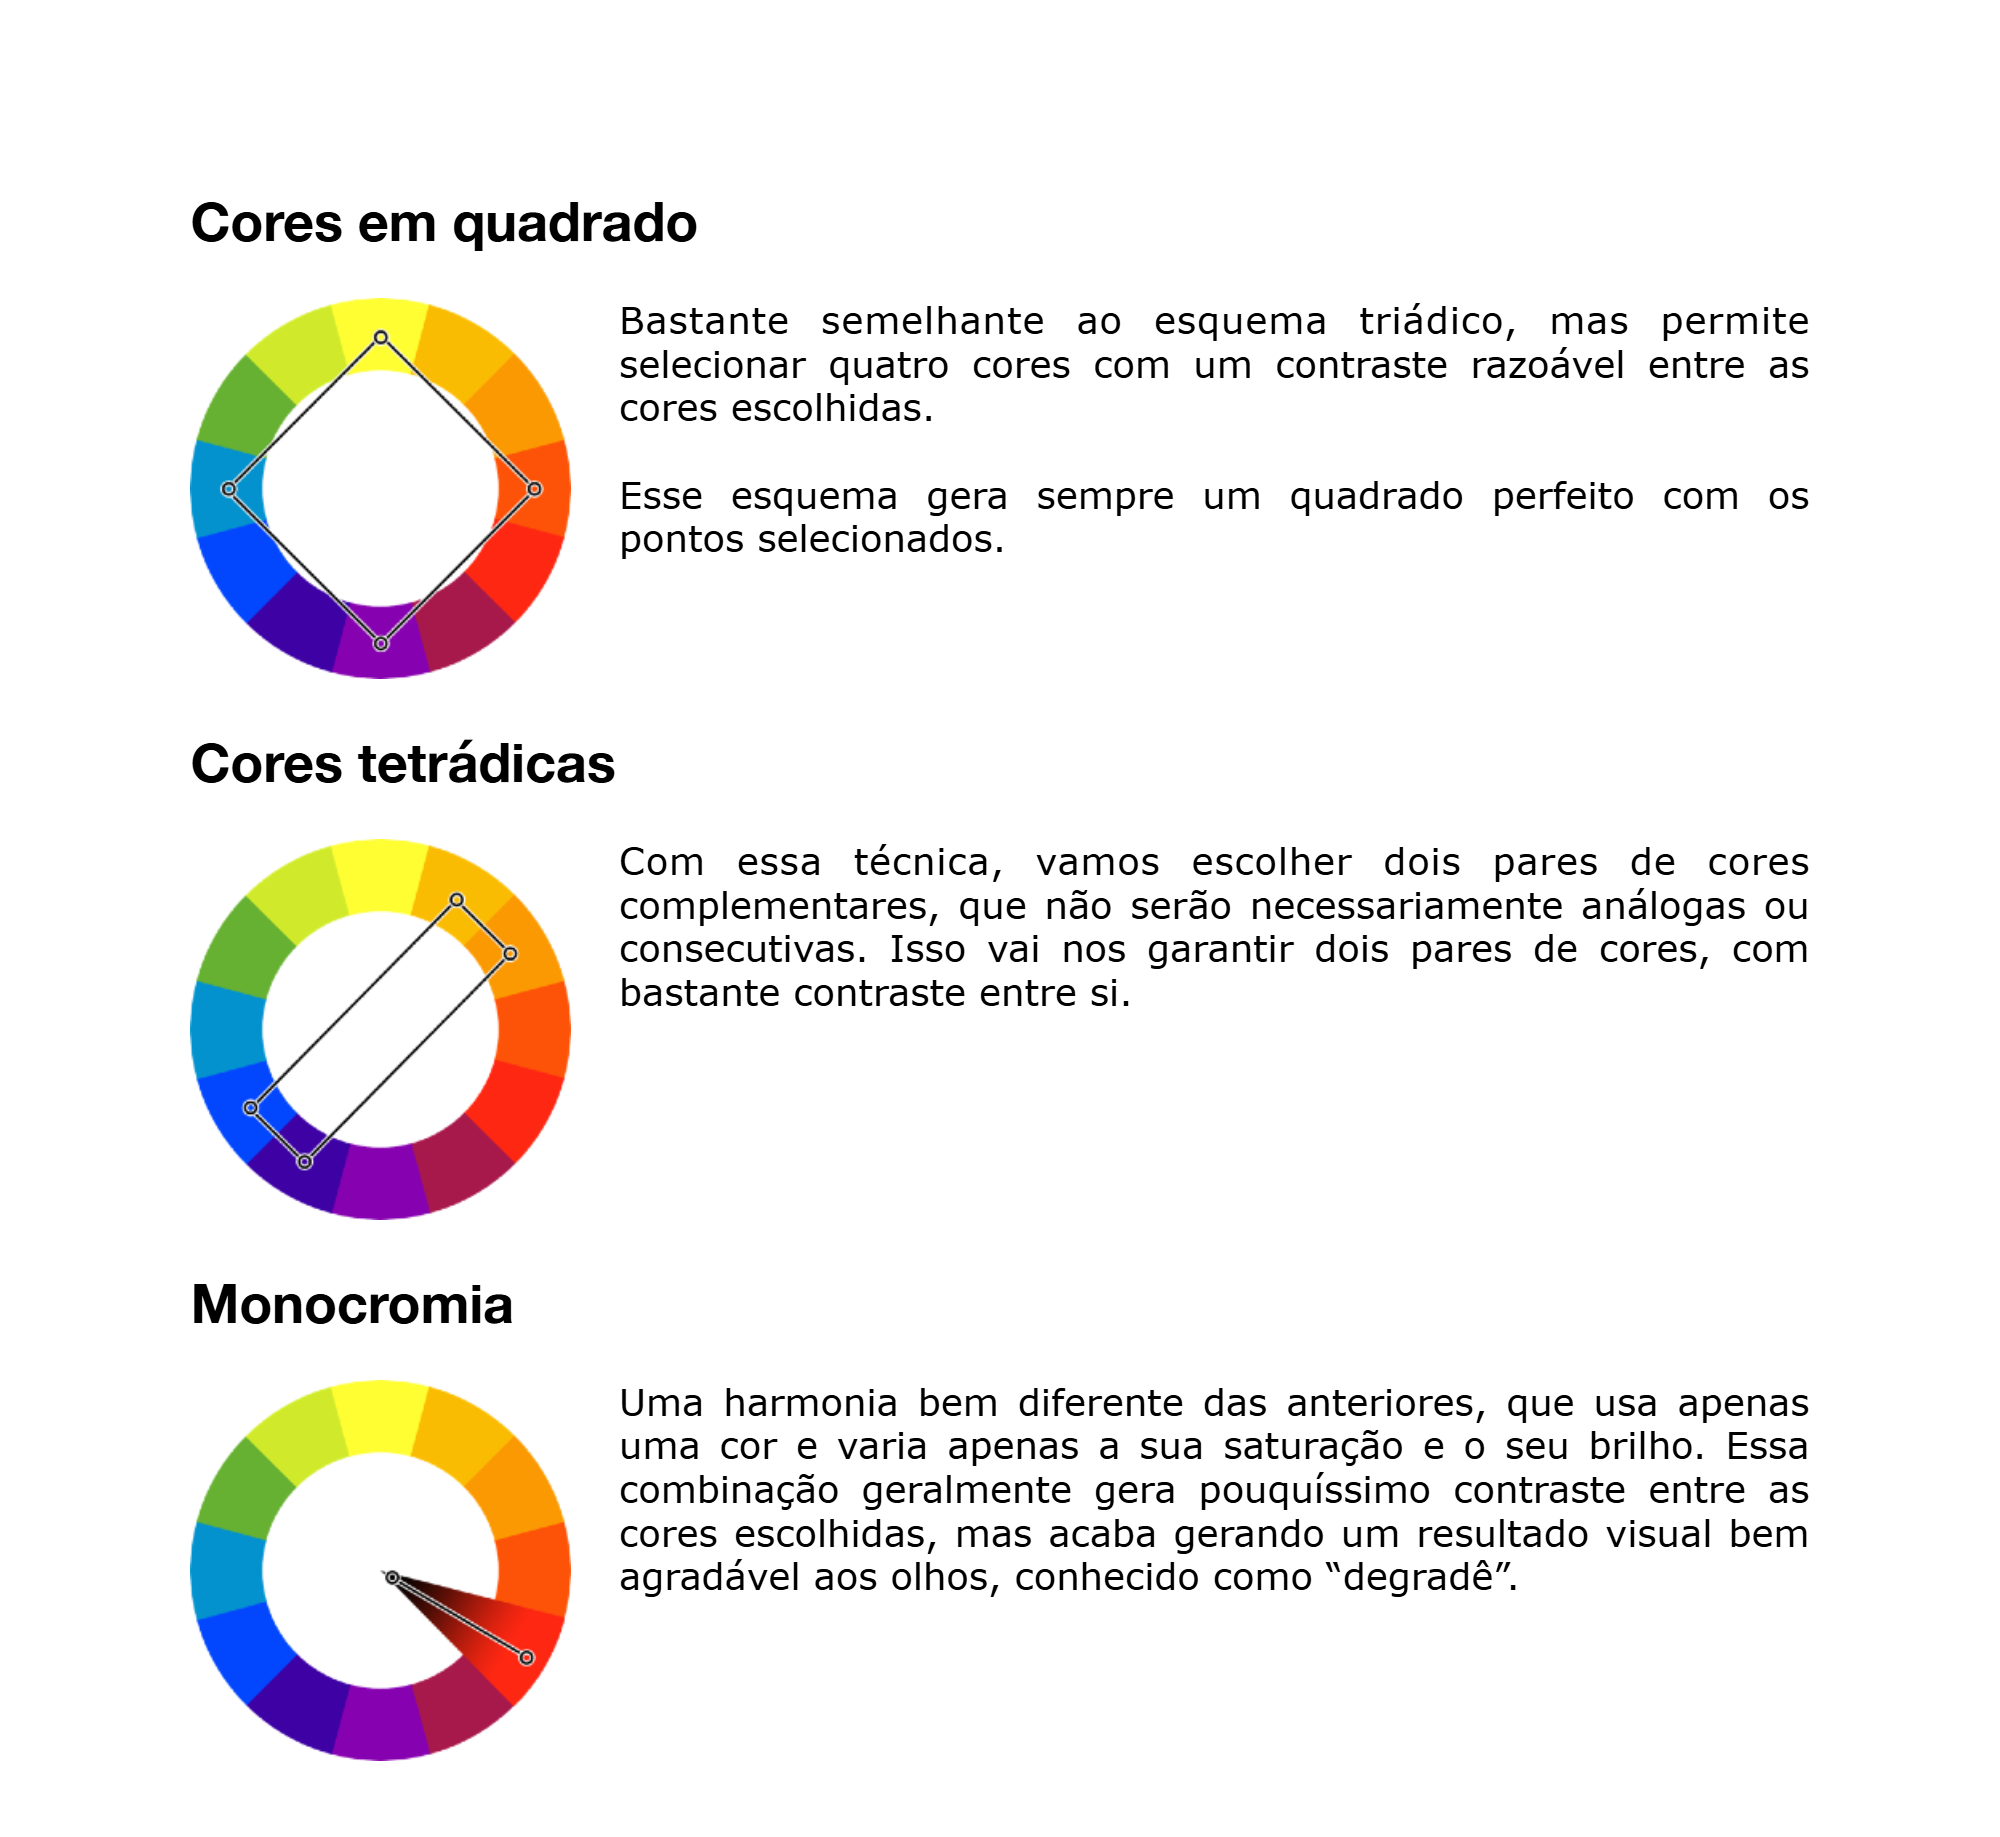 Cores em quadrado
Bastante semelhante ao esquema triádico, mas permite
selecionar quatro cores com um contraste razoável entre as
cores escolhidas.
Esse esquema gera sempre um quadrado perfeito com os
pontos selecionados.
Cores tetrádicas
Com essa técnica, vamos escolher dois pares de cores
complementares, que não serão necessariamente análogas ou
consecutivas. Isso vai nos garantir dois pares de cores, com
bastante contraste entre si.
Monocromia
Uma harmonia bem diferente das anteriores, que usa apenas
uma cor e varia apenas a sua saturação e o seu brilho. Essa
combinação geralmente gera pouquíssimo contraste entre as
cores escolhidas, mas acaba gerando um resultado visual bem
agradável aos olhos, conhecido como “degradê”.